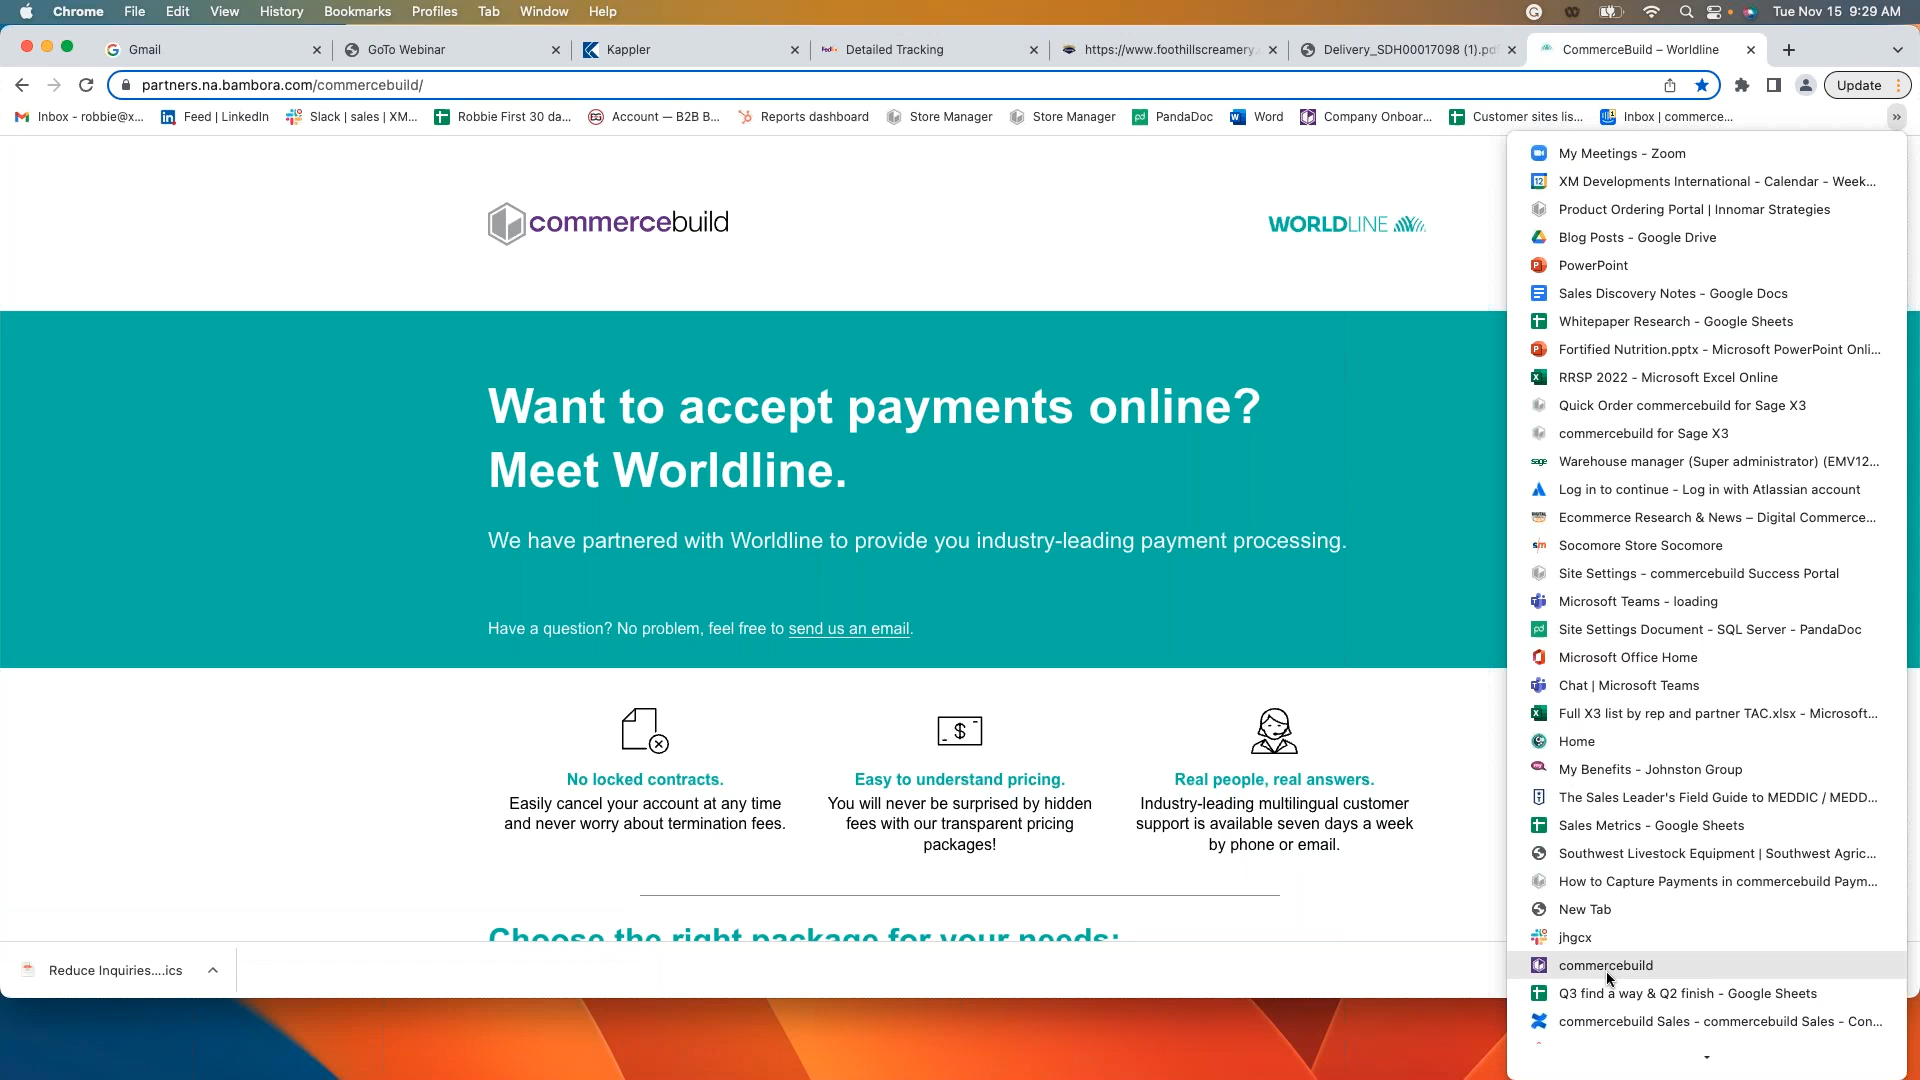 Chrome File Edit View History Bookmarks Profiles Tab Window Help Tue Nov 15 9:29 AM
Gmail GoTo Webinar Kappler Detailed Tracking https://www.foothillscreamery. Delivery_SDH00017098 (1).pdf CommerceBuild – Worldline
partners.na.bambora.com/commercebuild/ Update
Inbox - robbie@x... Feed | LinkedIn Slack | sales | XM... Robbie First 30 da... Account — B2B B... Reports dashboard Store Manager Store Manager PandaDoc Word Company Onboar... Customer sites lis... Inbox | commerce... »
commercebuild
WORLDLINE
Want to accept payments online?
Meet Worldline.
We have partnered with Worldline to provide you industry-leading payment processing.
Have a question? No problem, feel free to send us an email.
No locked contracts.
Easily cancel your account at any time
and never worry about termination fees.
Easy to understand pricing.
You will never be surprised by hidden
fees with our transparent pricing
packages!
Real people, real answers.
Industry-leading multilingual customer
support is available seven days a week
by phone or email.
Choose the right package for your needs:
Reduce Inquiries....ics
My Meetings - Zoom
XM Developments International - Calendar - Week...
Product Ordering Portal | Innomar Strategies
Blog Posts - Google Drive
PowerPoint
Sales Discovery Notes - Google Docs
Whitepaper Research - Google Sheets
Fortified Nutrition.pptx - Microsoft PowerPoint Onli...
RRSP 2022 - Microsoft Excel Online
Quick Order commercebuild for Sage X3
commercebuild for Sage X3
Warehouse manager (Super administrator) (EMV12...
Log in to continue - Log in with Atlassian account
Ecommerce Research & News – Digital Commerce...
Socomore Store Socomore
Site Settings - commercebuild Success Portal
Microsoft Teams - loading
Site Settings Document - SQL Server - PandaDoc
Microsoft Office Home
Chat | Microsoft Teams
Full X3 list by rep and partner TAC.xlsx - Microsoft...
Home
My Benefits - Johnston Group
The Sales Leader's Field Guide to MEDDIC / MEDD...
Sales Metrics - Google Sheets
Southwest Livestock Equipment | Southwest Agric...
How to Capture Payments in commercebuild Paym...
New Tab
jhgcx
commercebuild
Q3 find a way & Q2 finish - Google Sheets
commercebuild Sales - commercebuild Sales - Con...